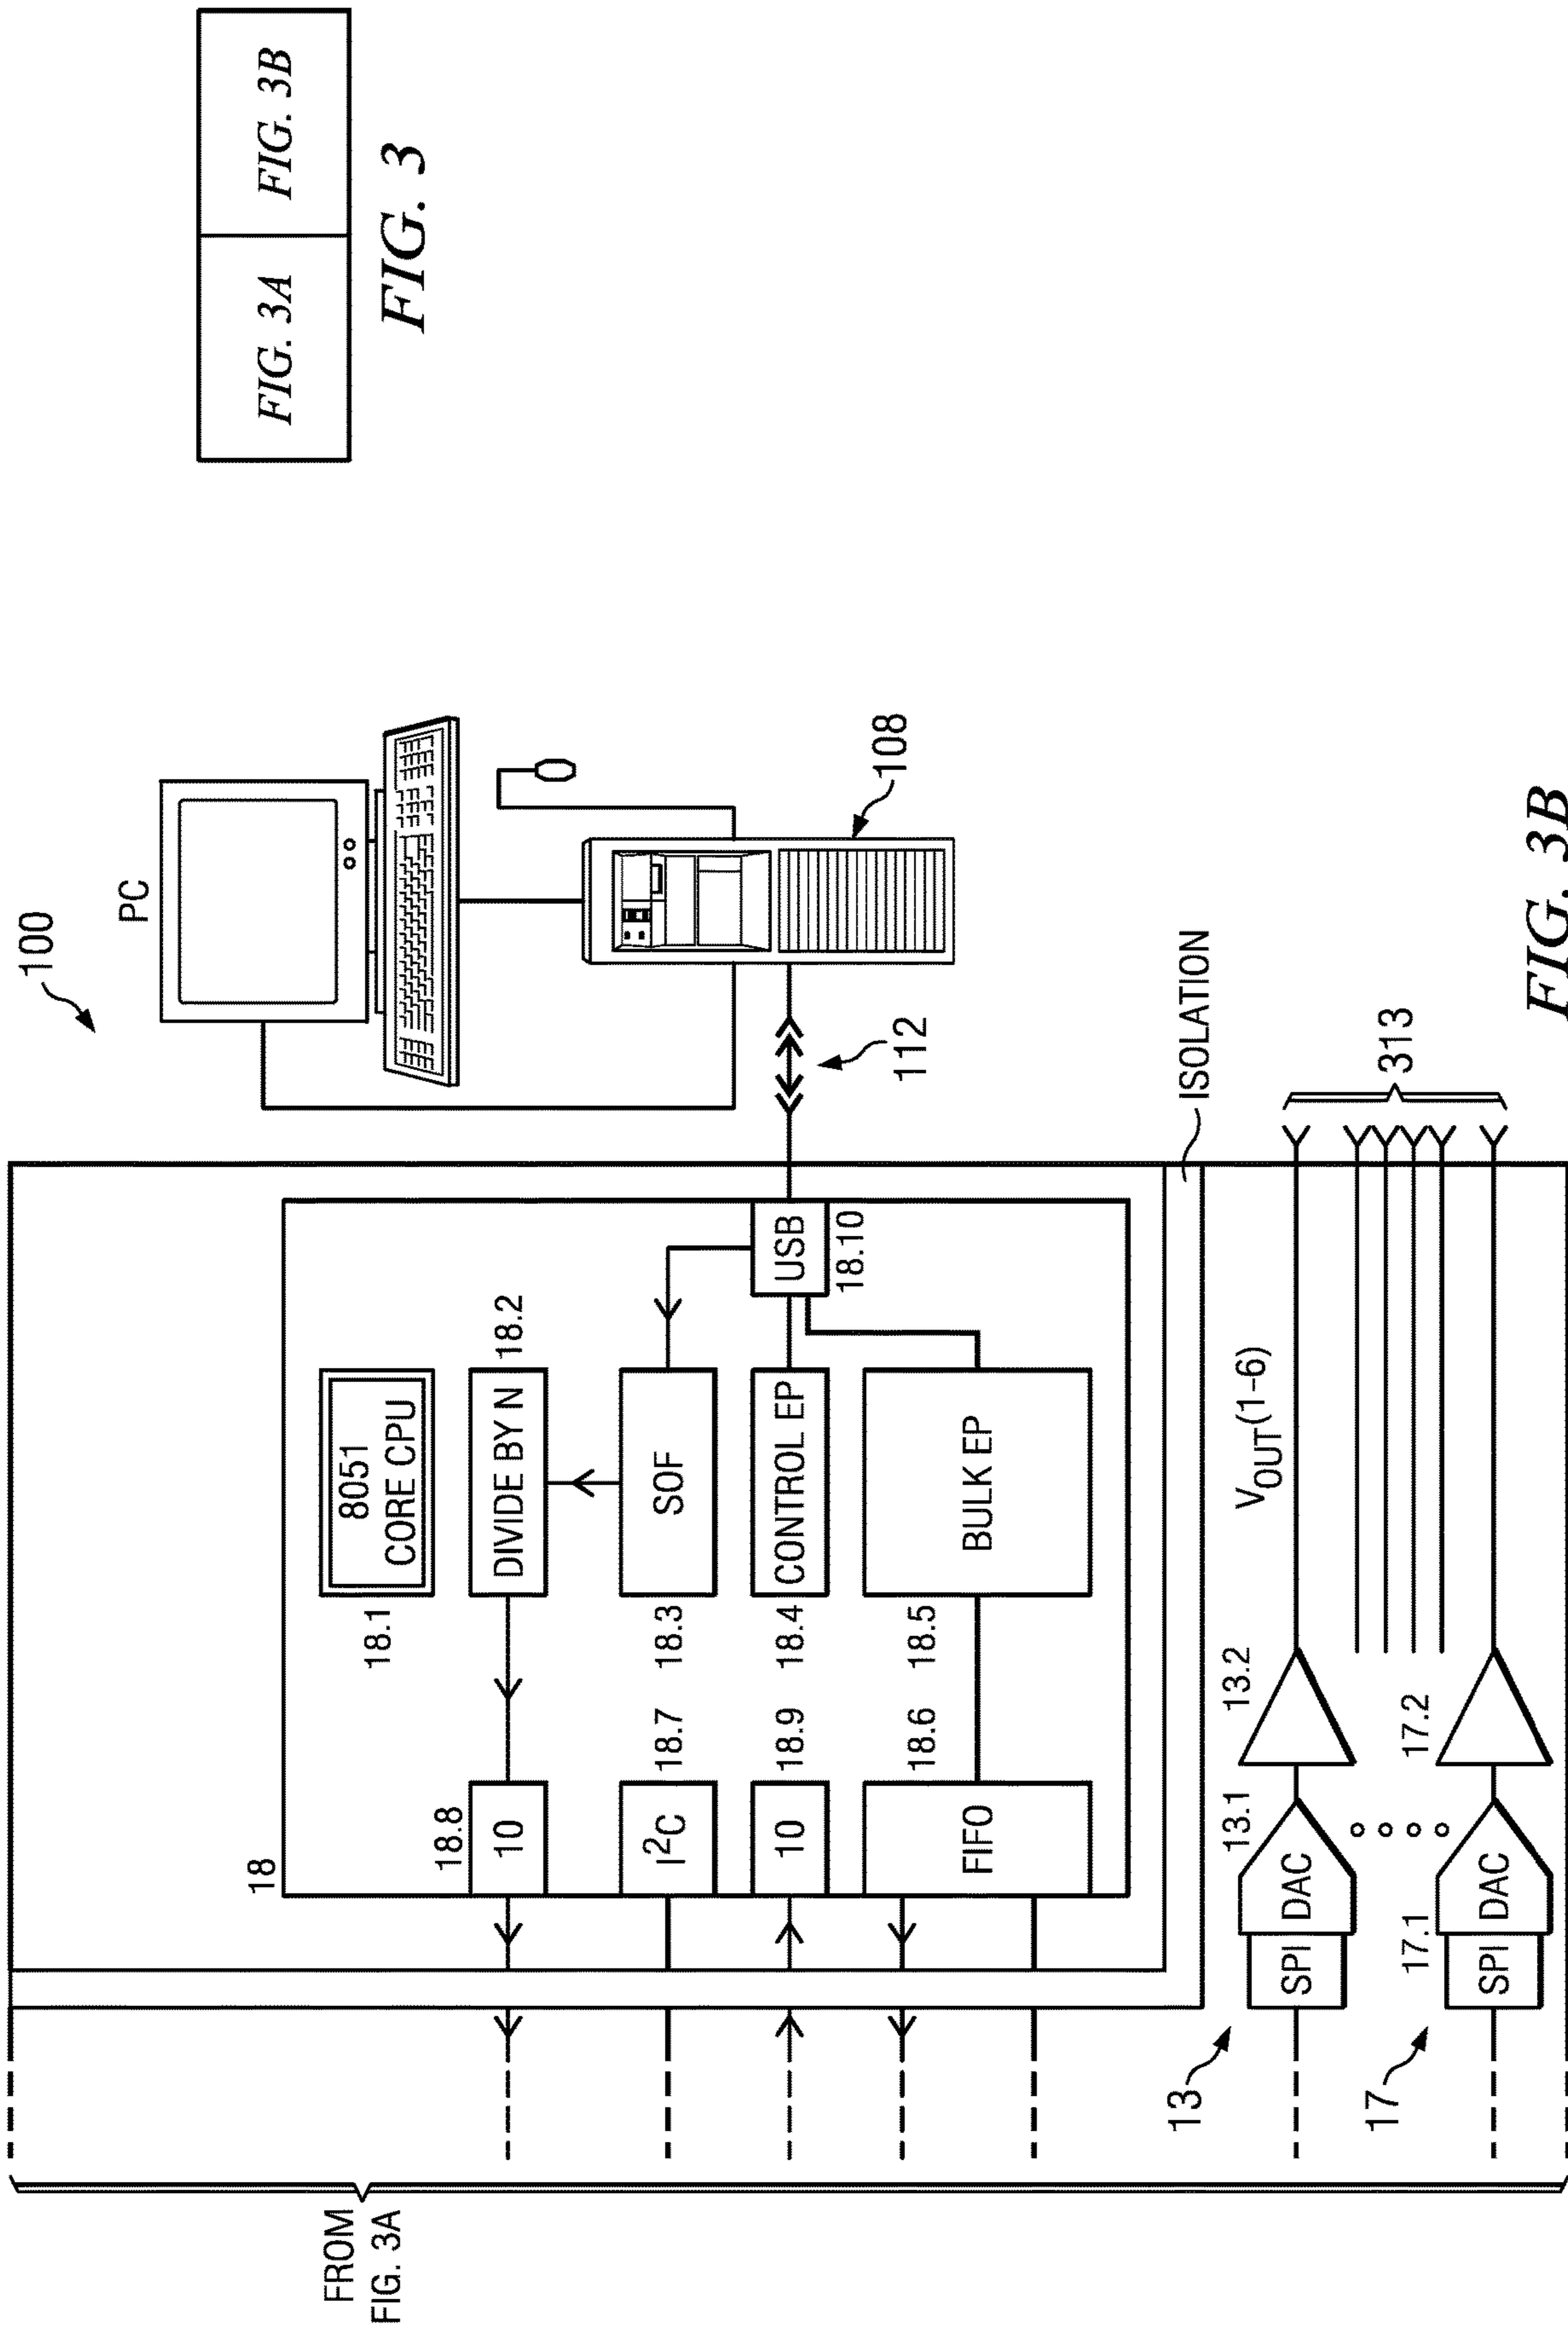 FIG. 3A
FIG. 3B
FIG. 3
100
PC
108
112
FROM
FIG. 3A
18
18.1
8051
CORE CPU
18.8
10
DIVIDE BY N
18.2
I²C
18.7
18.3
SOF
10
18.9
18.4
CONTROL EP
USB
18.10
FIFO
18.6
18.5
BULK EP
ISOLATION
13
SPI
DAC
13.1
13.2
VOUT(1-6)
313
17
SPI
17.1
DAC
17.2
FIG. 3B